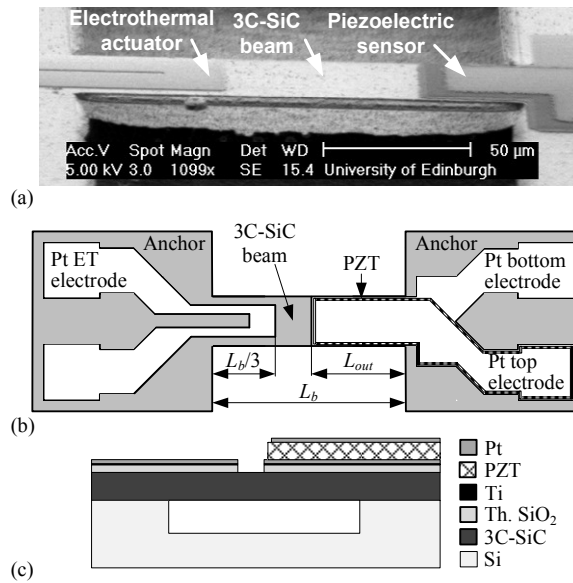 Electrothermal actuator
3C-SiC beam
Piezoelectric sensor
Acc.V Spot Magn Det WD 50 µm
5.00 kV 3.0 1099x SE 15.4 University of Edinburgh
(a)
Pt ET electrode
Anchor
3C-SiC beam
PZT
Anchor
Pt bottom electrode
Pt top electrode
L_b/3
L_out
L_b
(b)
Pt
PZT
Ti
Th. SiO₂
3C-SiC
Si
(c)